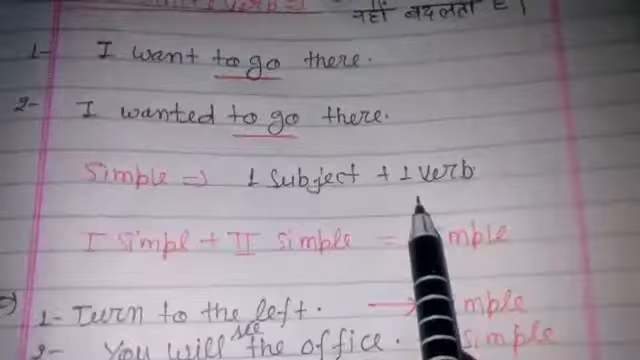 नहीं बदलता है।
1- I want to go there.
2- I wanted to go there.
Simple ⇒ 1 Subject + 1 verb
I simpl + II simple = mple
1- Turn to the left. → mple
2- You will see the office. simple